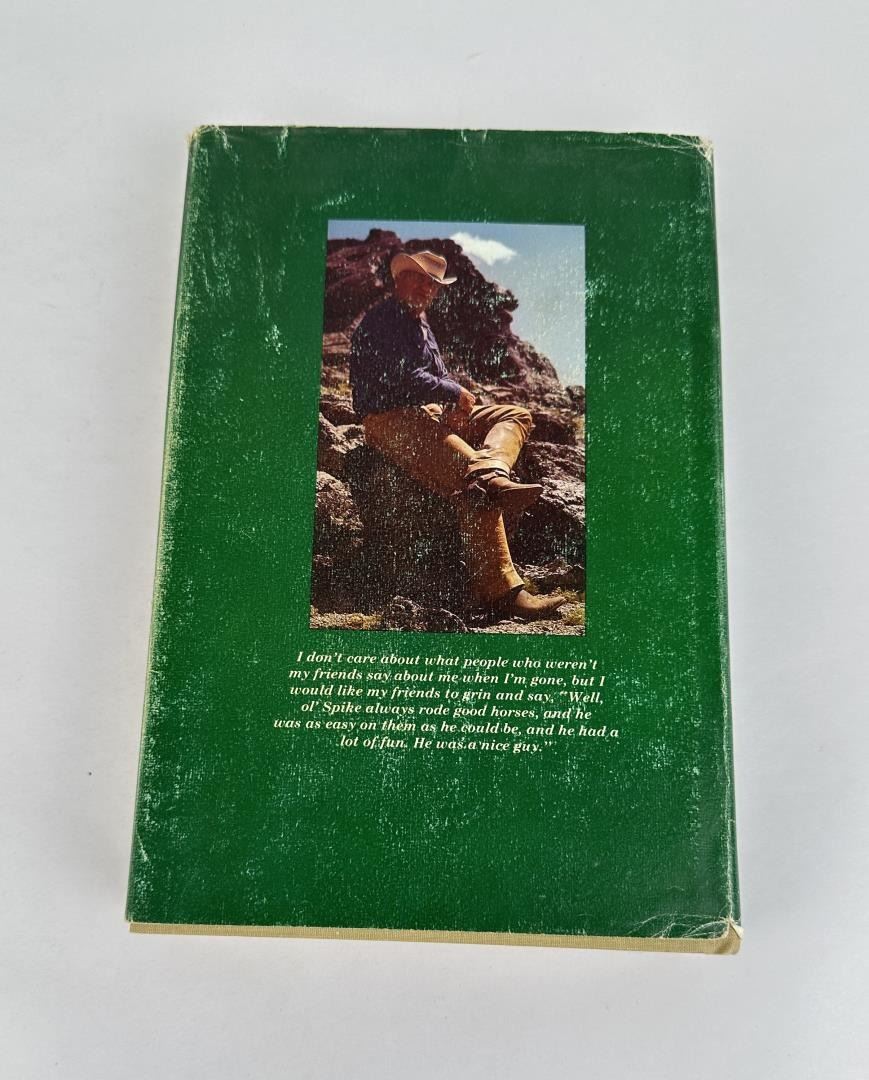 I don't care about what people who weren't
my friends say about me when I'm gone, but I
would like my friends to grin and say, "Well,
ol' Spike always rode good horses, and he
was as easy on them as he could be, and he had a
lot of fun. He was a nice guy."